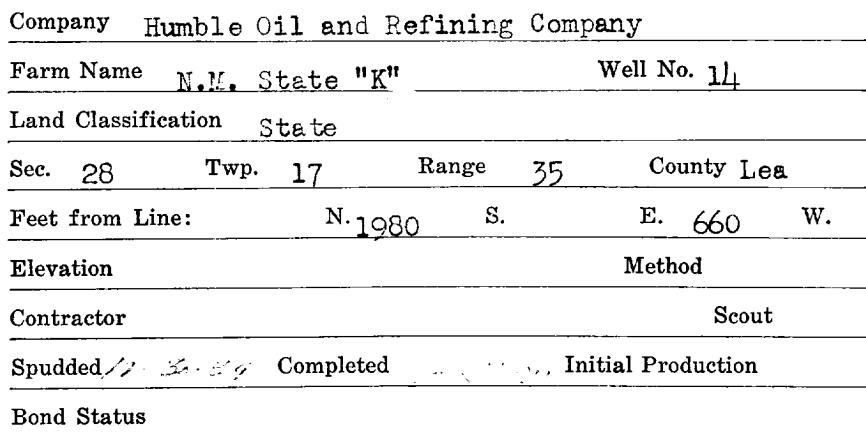 Company Humble Oil and Refining Company
Farm Name N.M. State "K" Well No. 14
Land Classification State
Sec. 28 Twp. 17 Range 35 County Lea
Feet from Line: N. 1980 S. E. 660 W.
Elevation Method
Contractor Scout
Spudded Completed Initial Production
Bond Status